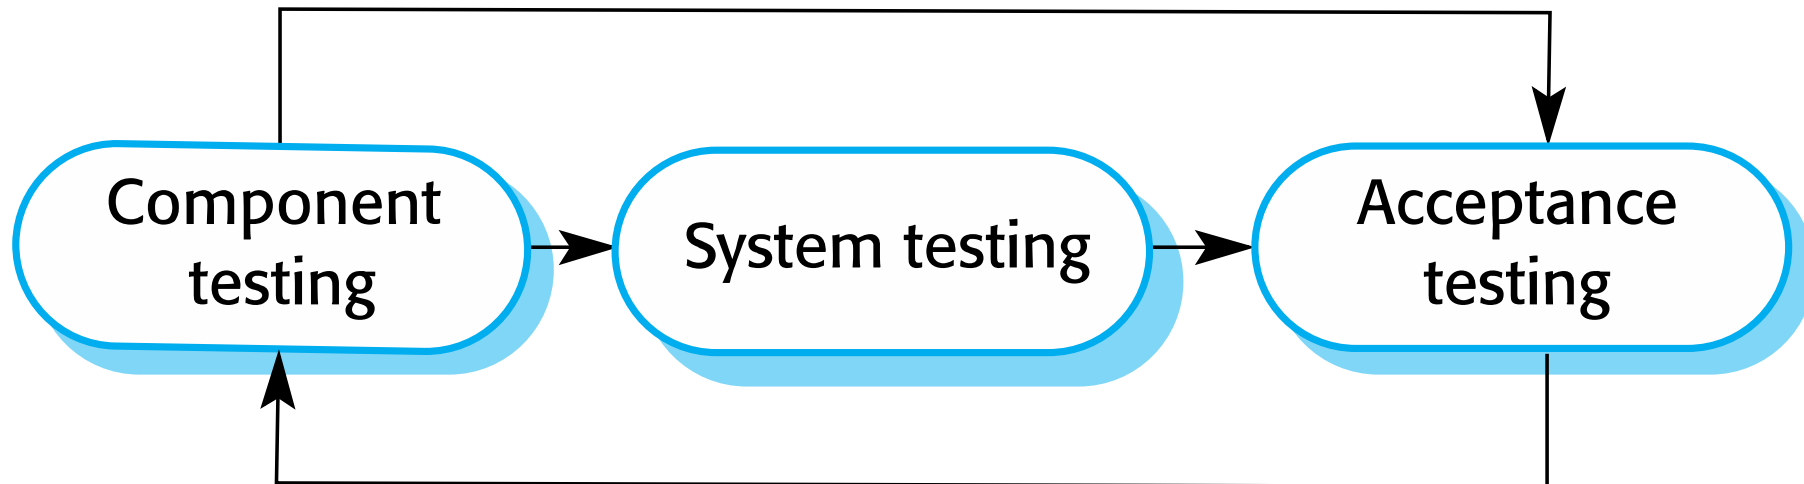 Component
testing
System testing
Acceptance
testing